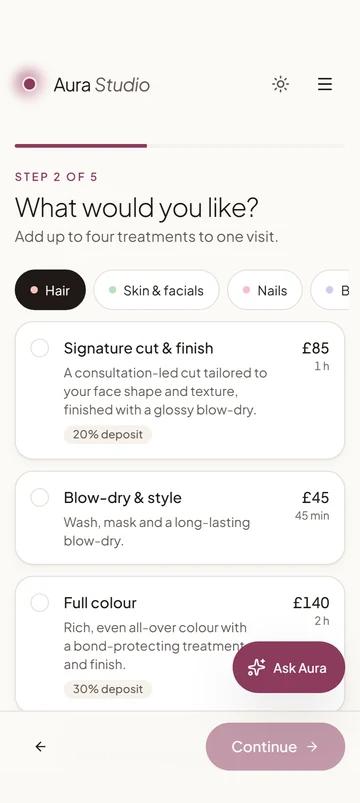 Aura Studio
STEP 2 OF 5
What would you like?
Add up to four treatments to one visit.
Hair
Skin & facials
Nails
B
Signature cut & finish
£85
A consultation-led cut tailored to
1 h
your face shape and texture,
finished with a glossy blow-dry.
20% deposit
Blow-dry & style
£45
Wash, mask and a long-lasting
45 min
blow-dry.
Full colour
£140
Rich, even all-over colour with
2 h
a bond-protecting treatment
and finish.
30% deposit
Ask Aura
Continue